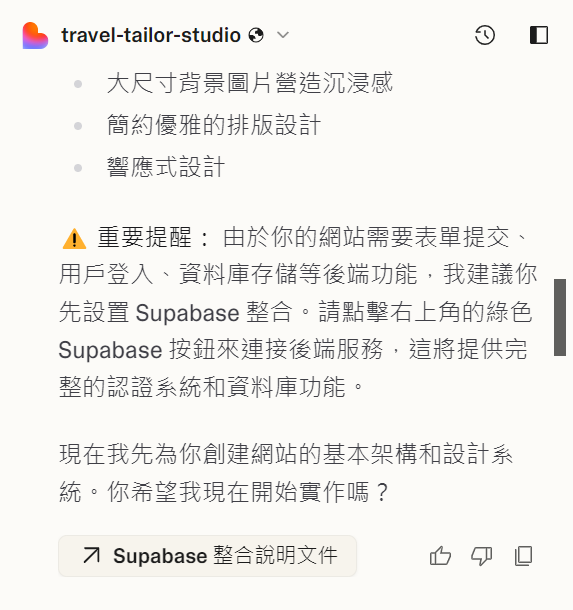 travel-tailor-studio
大尺寸背景圖片營造沉浸感
簡約優雅的排版設計
響應式設計
⚠️ 重要提醒： 由於你的網站需要表單提交、
用戶登入、資料庫存儲等後端功能，我建議你
先設置 Supabase 整合。請點擊右上角的綠色
Supabase 按鈕來連接後端服務，這將提供完
整的認證系統和資料庫功能。
現在我先為你創建網站的基本架構和設計系
統。你希望我現在開始實作嗎？
Supabase 整合說明文件